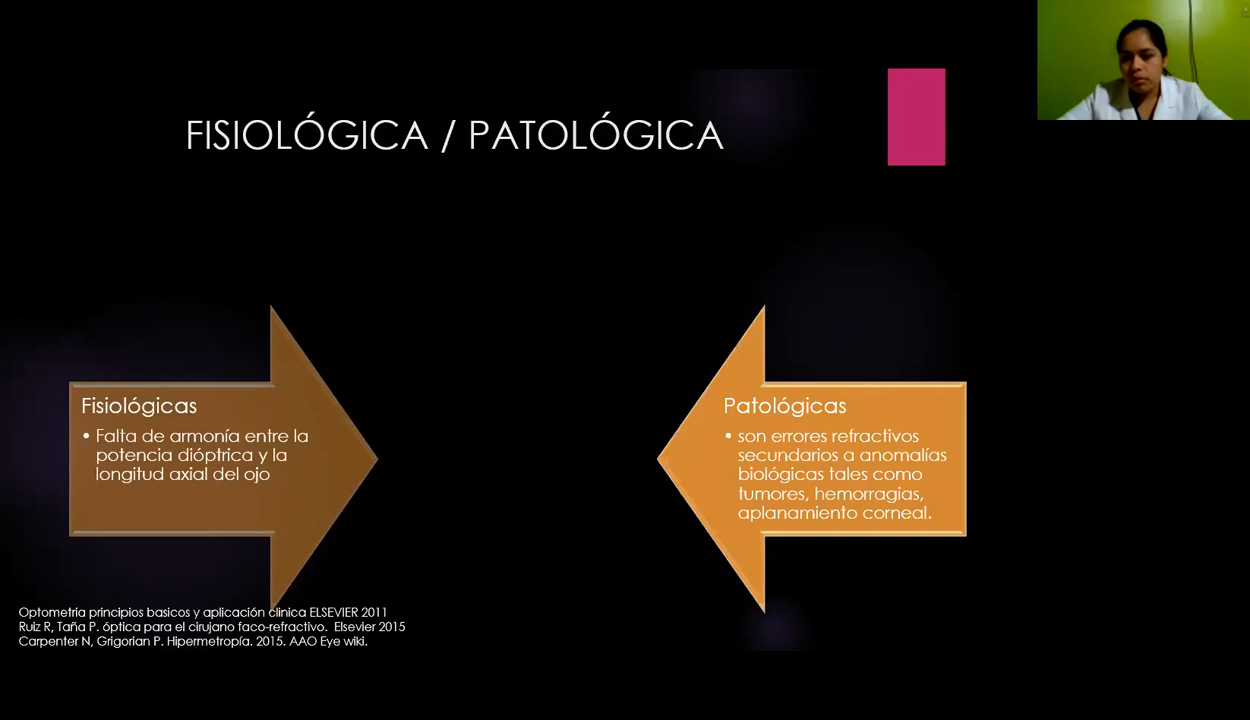 FISIOLÓGICA / PATOLÓGICA
Fisiológicas
• Falta de armonía entre la
potencia dióptrica y la
longitud axial del ojo
Patológicas
• son errores refractivos
secundarios a anomalías
biológicas tales como
tumores, hemorragias,
aplanamiento corneal.
Optometria principios basicos y aplicación clinica ELSEVIER 2011
Ruiz R, Taña P. óptica para el cirujano faco-refractivo. Elsevier 2015
Carpenter N, Grigorian P. Hipermetropía. 2015. AAO Eye wiki.